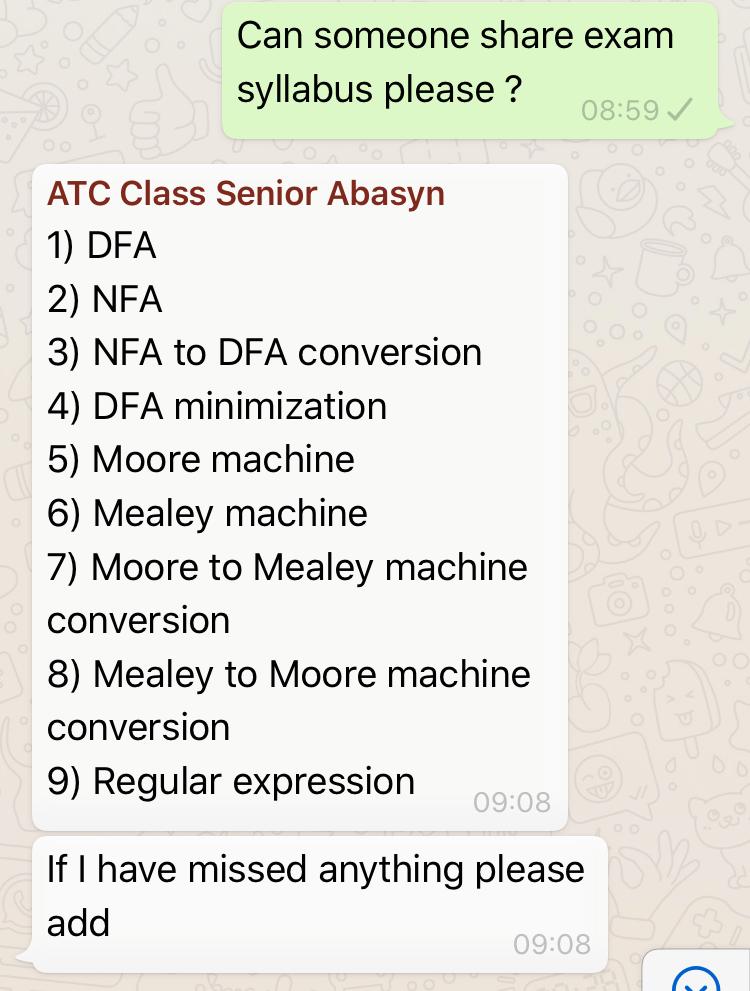 Can someone share exam
syllabus please ?
08:59
ATC Class Senior Abasyn
1) DFA
2) NFA
3) NFA to DFA conversion
4) DFA minimization
5) Moore machine
6) Mealey machine
7) Moore to Mealey machine
conversion
8) Mealey to Moore machine
conversion
9) Regular expression
09:08
If I have missed anything please
add
09:08